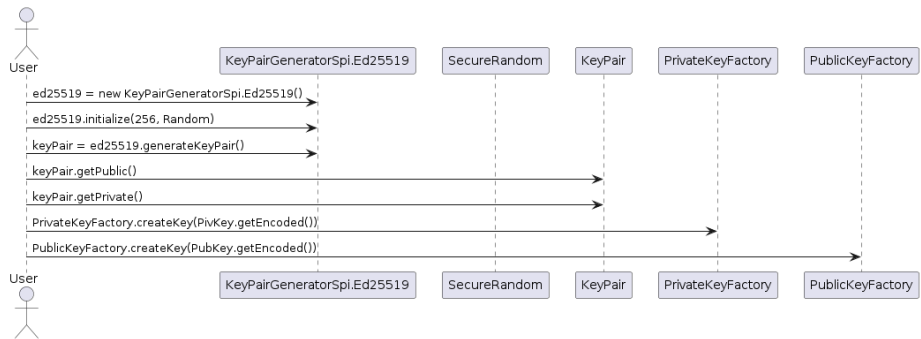 User
KeyPairGeneratorSpi.Ed25519
SecureRandom
KeyPair
PrivateKeyFactory
PublicKeyFactory
ed25519 = new KeyPairGeneratorSpi.Ed25519()
ed25519.initialize(256, Random)
keyPair = ed25519.generateKeyPair()
keyPair.getPublic()
keyPair.getPrivate()
PrivateKeyFactory.createKey(PivKey.getEncoded())
PublicKeyFactory.createKey(PubKey.getEncoded())
User
KeyPairGeneratorSpi.Ed25519
SecureRandom
KeyPair
PrivateKeyFactory
PublicKeyFactory